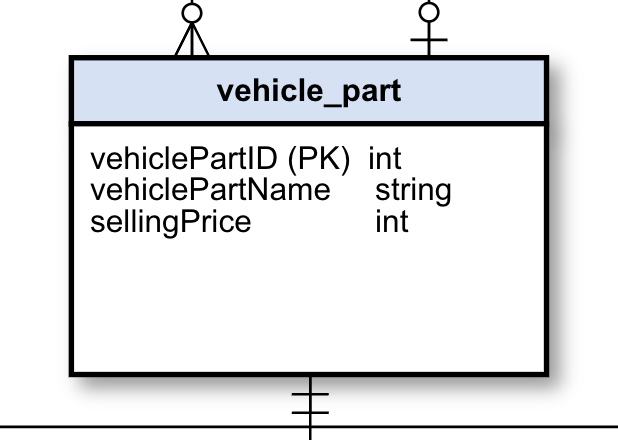 vehicle_part
vehiclePartID (PK) int
vehiclePartName string
sellingPrice int